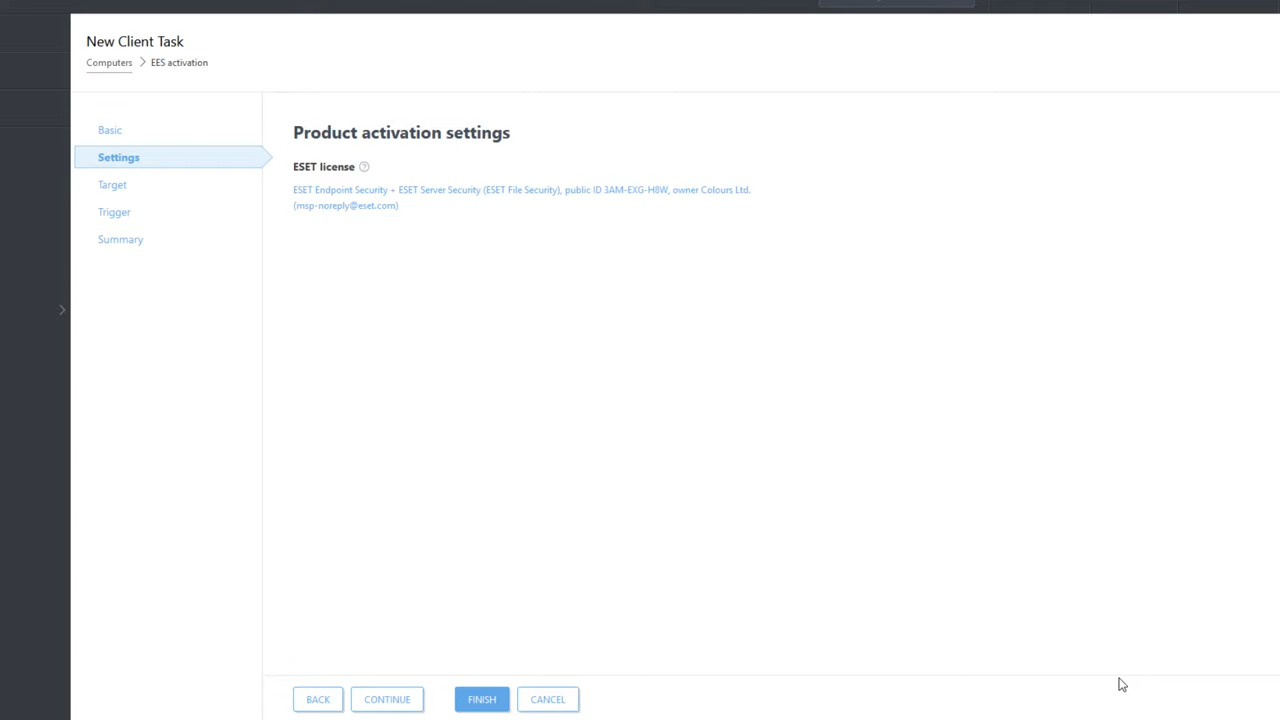 New Client Task
Computers > EES activation
Basic
Settings
Target
Trigger
Summary
Product activation settings
ESET license ?
ESET Endpoint Security + ESET Server Security (ESET File Security), public ID 3AM-EXG-H8W, owner Colours Ltd.
(msp-noreply@eset.com)
BACK
CONTINUE
FINISH
CANCEL